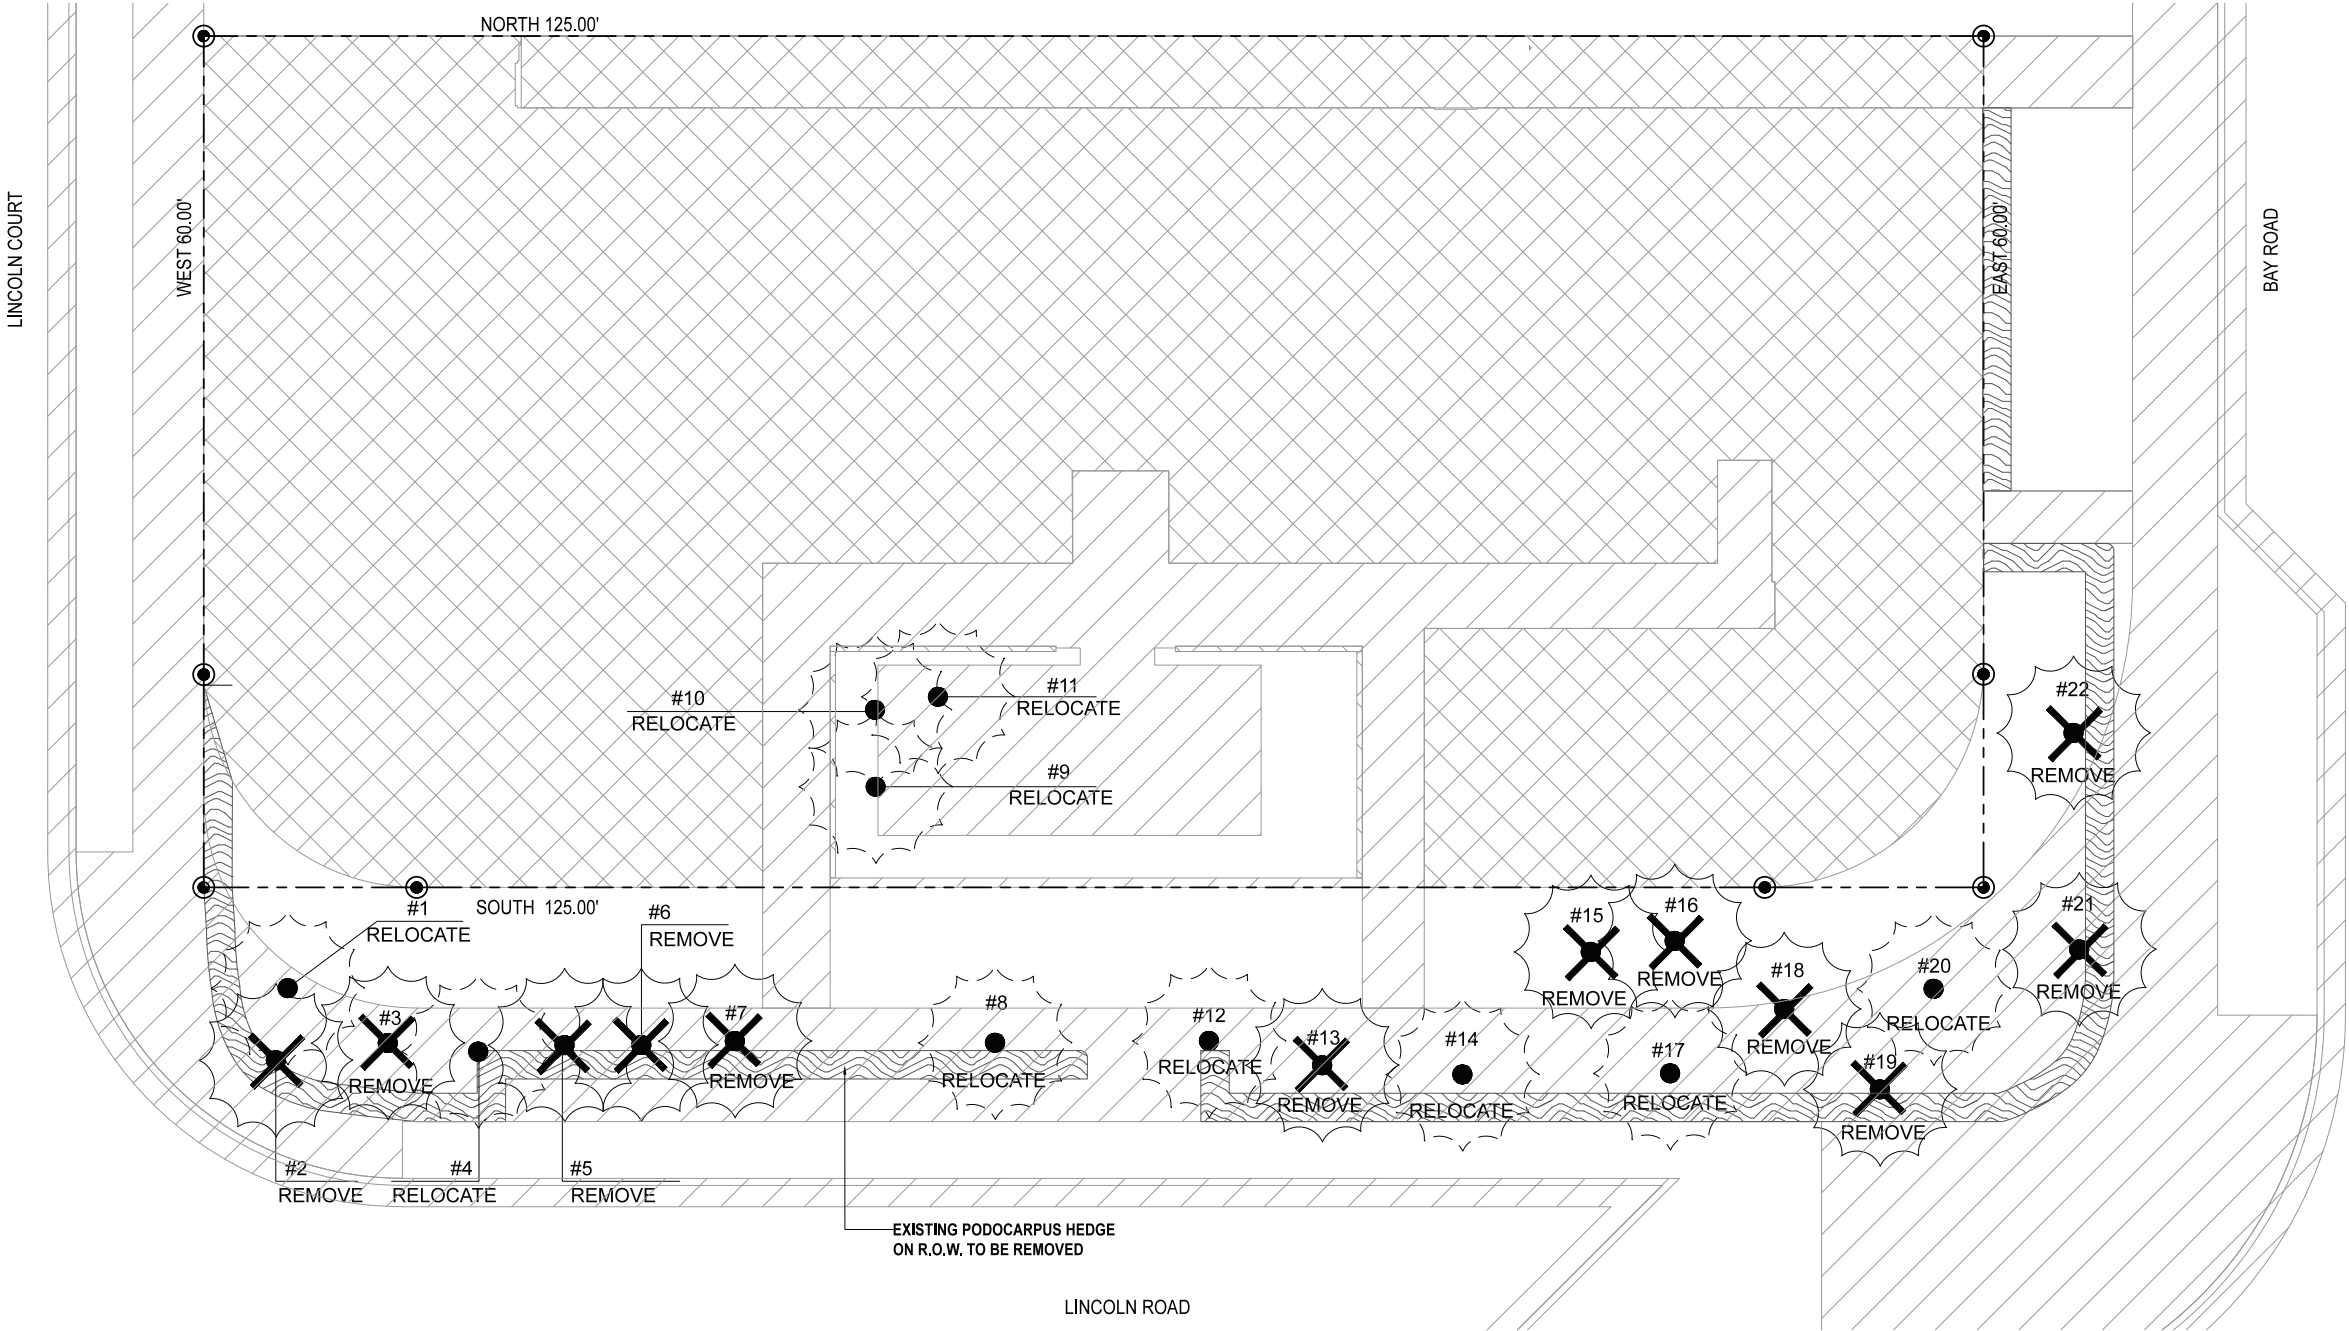 NORTH 125.00'
LINCOLN COURT
WEST 60.00'
EAST 60.00'
BAY ROAD
#10
RELOCATE
#11
RELOCATE
#9
RELOCATE
#22
REMOVE
#1
RELOCATE
SOUTH 125.00'
#6
REMOVE
#15
REMOVE
#16
REMOVE
#21
REMOVE
#18
REMOVE
#20
RELOCATE
#3
REMOVE
#7
REMOVE
#8
RELOCATE
#12
RELOCATE
#13
REMOVE
#14
RELOCATE
#17
RELOCATE
#19
REMOVE
#2
REMOVE
#4
RELOCATE
#5
REMOVE
EXISTING PODOCARPUS HEDGE
ON R.O.W. TO BE REMOVED
LINCOLN ROAD